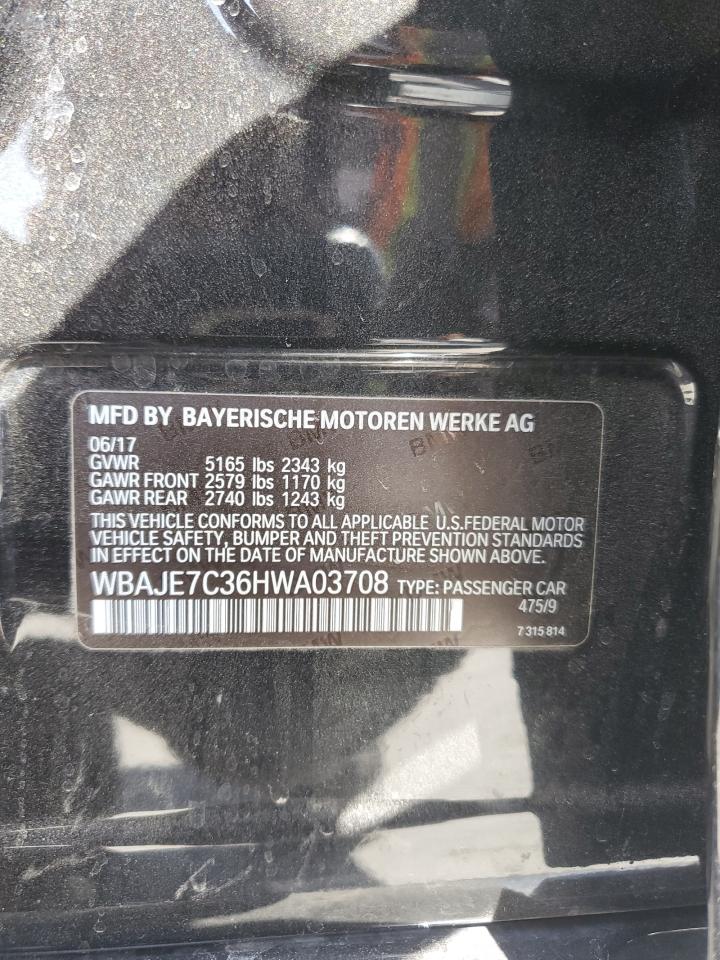 MFD BY BAYERISCHE MOTOREN WERKE AG
06/17
GVWR 5165 lbs 2343 kg
GAWR FRONT 2579 lbs 1170 kg
GAWR REAR 2740 lbs 1243 kg
THIS VEHICLE CONFORMS TO ALL APPLICABLE U.S.FEDERAL MOTOR
VEHICLE SAFETY, BUMPER AND THEFT PREVENTION STANDARDS
IN EFFECT ON THE DATE OF MANUFACTURE SHOWN ABOVE.
WBAJE7C36HWA03708 TYPE: PASSENGER CAR
475/9
7 315 814